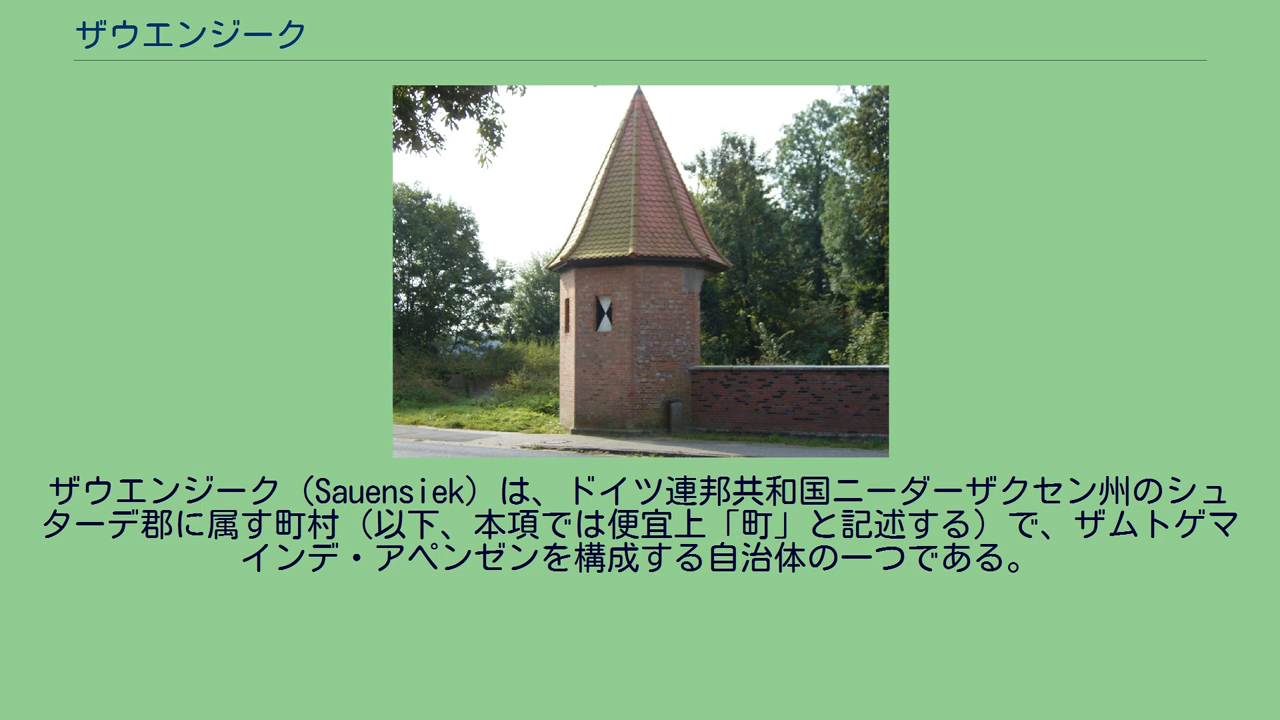 ザウエンジーク
ザウエンジーク（Sauensiek）は、ドイツ連邦共和国ニーダーザクセン州のシュ
ターデ郡に属す町村（以下、本項では便宜上「町」と記述する）で、ザムトゲマ
インデ・アペンゼンを構成する自治体の一つである。